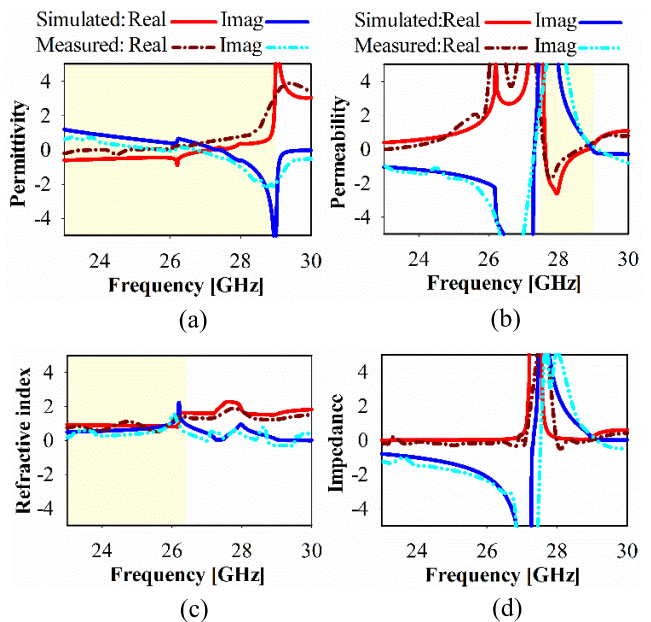 Simulated:Real Imag Simulated:Real Imag
Measured:Real Imag Measured:Real Imag
Permittivity
4
2
0
-2
-4
24 26 28 30
Frequency [GHz]
(a)
Permeability
4
2
0
-2
-4
24 26 28 30
Frequency [GHz]
(b)
Refractive index
4
2
0
-2
-4
24 26 28 30
Frequency [GHz]
(c)
Impedance
4
2
0
-2
-4
24 26 28 30
Frequency [GHz]
(d)